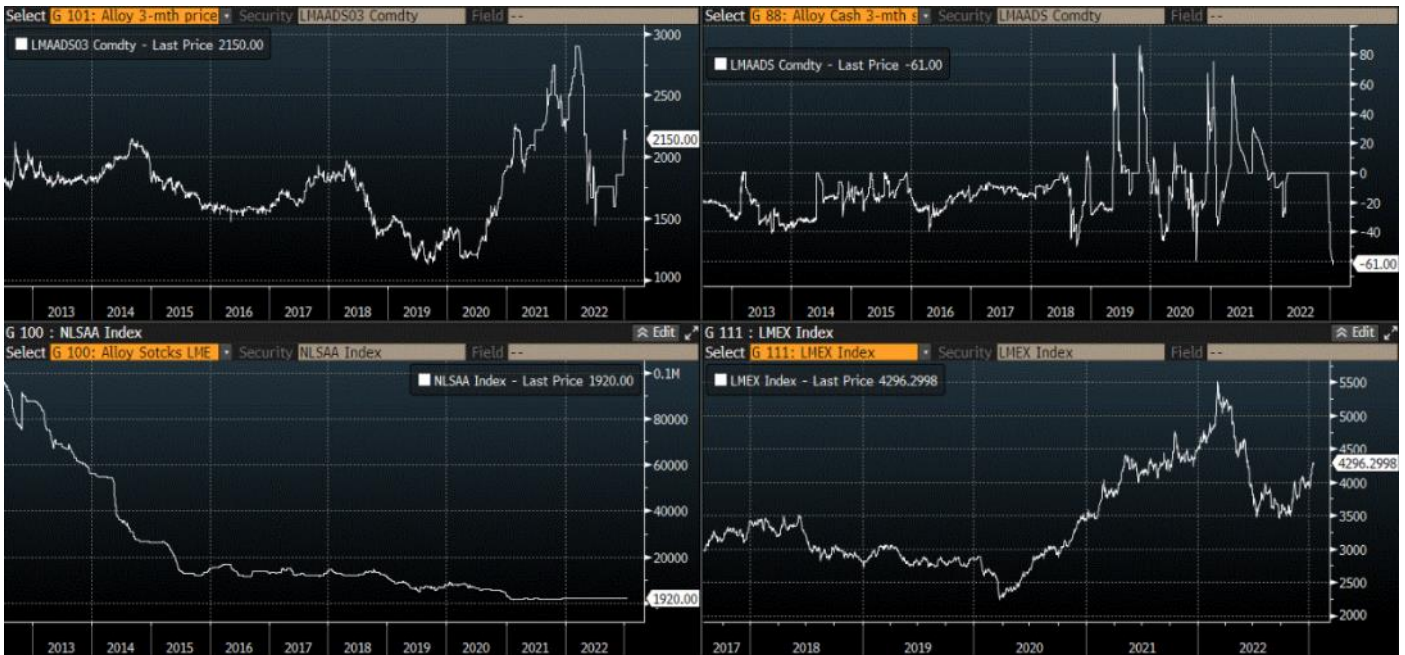 Select G 101: Alloy 3-mth price Security LMAADS03 Comdty Field --
LMAADS03 Comdty - Last Price 2150.00
3000
2500
2150.00
2000
1500
1000
2013 2014 2015 2016 2017 2018 2019 2020 2021 2022
Select G 88: Alloy Cash 3-mth s Security LMAADS Comdty Field --
LMAADS Comdty - Last Price -61.00
80
60
40
20
0
-20
-40
-61.00
2013 2014 2015 2016 2017 2018 2019 2020 2021 2022
G 100 : NLSAA Index Edit
Select G 100: Alloy Sotcks LME Security NLSAA Index Field --
NLSAA Index - Last Price 1920.00
0.1M
80000
60000
40000
20000
1920.00
2013 2014 2015 2016 2017 2018 2019 2020 2021 2022
G 111 : LMEX Index Edit
Select G 111: LMEX Index Security LMEX Index Field --
LMEX Index - Last Price 4296.2998
5500
5000
4500
4296.2998
4000
3500
3000
2500
2000
2017 2018 2019 2020 2021 2022